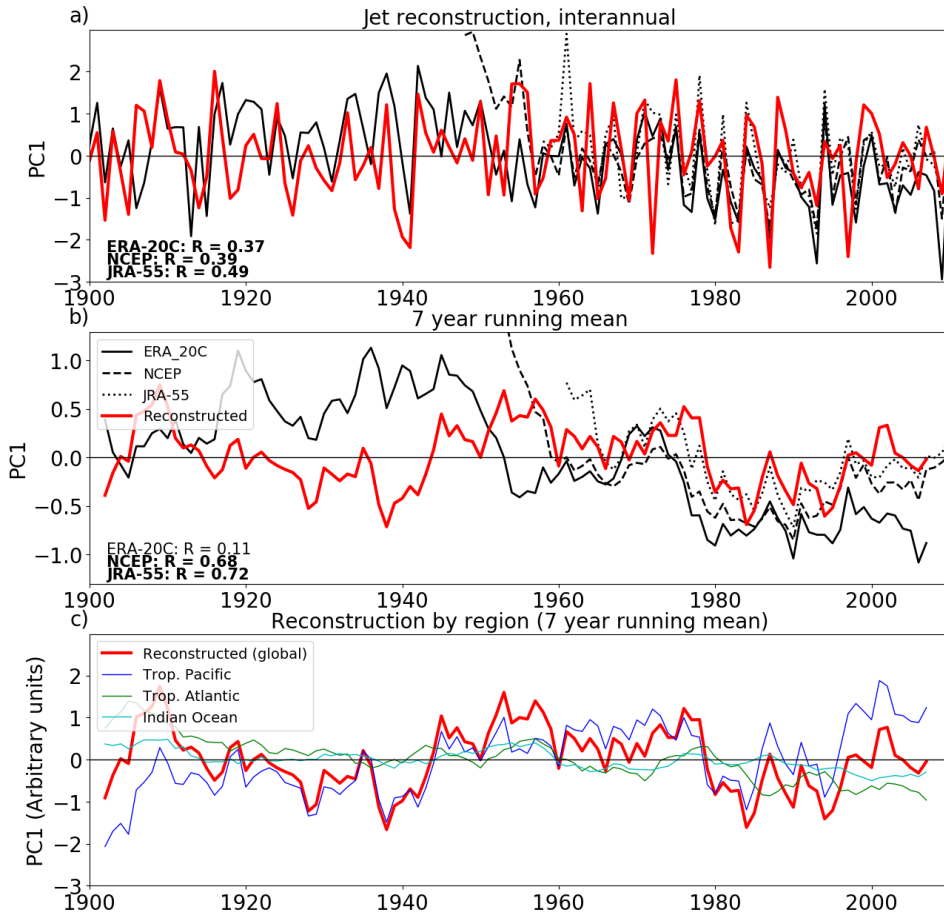 a)
Jet reconstruction, interannual
PC1
2
1
0
−1
−2
−3
ERA-20C: R = 0.37
NCEP: R = 0.39
JRA-55: R = 0.49
1900 1920 1940 1960 1980 2000
b)
7 year running mean
PC1
1.0
0.5
0.0
−0.5
−1.0
ERA_20C
NCEP
JRA-55
Reconstructed
ERA-20C: R = 0.11
NCEP: R = 0.68
JRA-55: R = 0.72
1900 1920 1940 1960 1980 2000
c)
Reconstruction by region (7 year running mean)
PC1 (Arbitrary units)
2
1
0
−1
−2
−3
Reconstructed (global)
Trop. Pacific
Trop. Atlantic
Indian Ocean
1900 1920 1940 1960 1980 2000